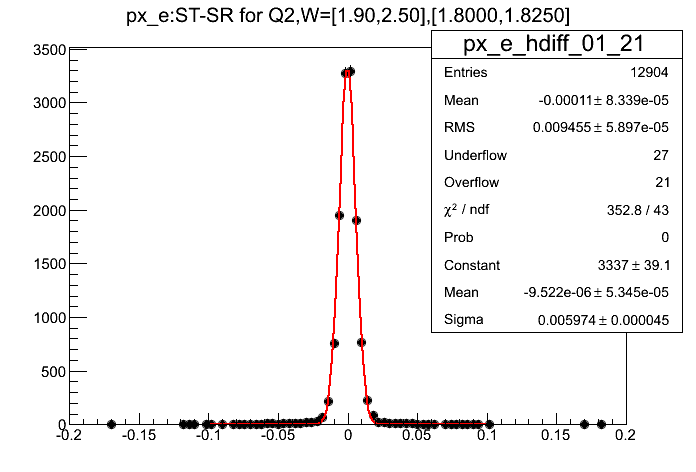 px_e:ST-SR for Q2,W=[1.90,2.50],[1.8000,1.8250]
px_e_hdiff_01_21
Entries 12904
Mean -0.00011± 8.339e-05
RMS 0.009455 ± 5.897e-05
Underflow 27
Overflow 21
χ² / ndf 352.8 / 43
Prob 0
Constant 3337 ± 39.1
Mean -9.522e-06 ± 5.345e-05
Sigma 0.005974 ± 0.000045
3500
3000
2500
2000
1500
1000
500
0
-0.2 -0.15 -0.1 -0.05 0 0.05 0.1 0.15 0.2